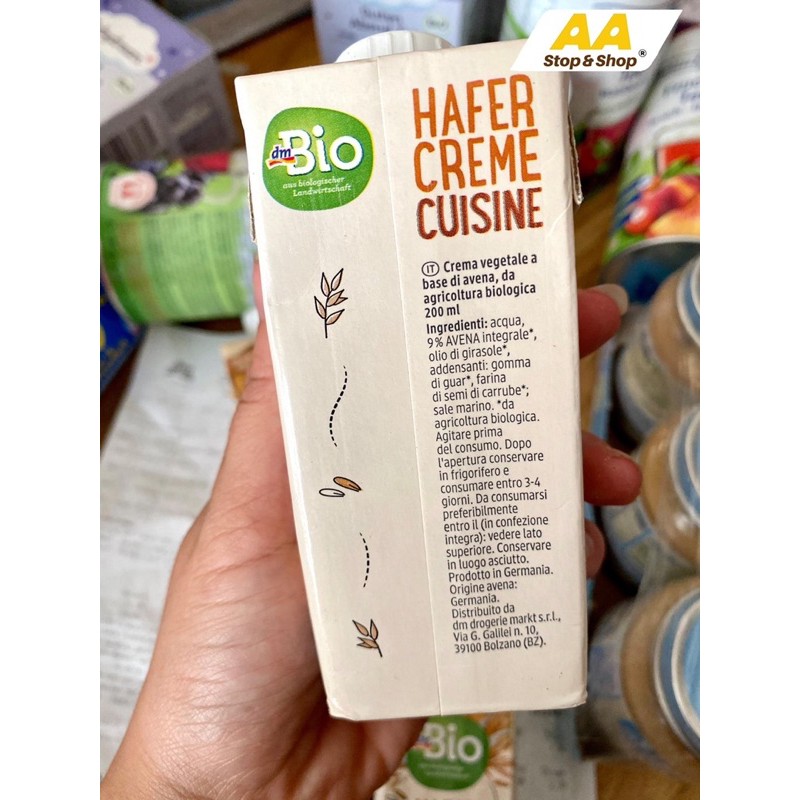 AA
Stop & Shop®
dmBio
aus biologischer
Landwirtschaft
HAFER
CREME
CUISINE
IT Crema vegetale a
base di avena, da
agricoltura biologica
200 ml
Ingredienti: acqua,
9% AVENA integrale*,
olio di girasole*,
addensanti: gomma
di guar*, farina
di semi di carrube*;
sale marino. *da
agricoltura biologica.
Agitare prima
del consumo. Dopo
l'apertura conservare
in frigorifero e
consumare entro 3-4
giorni. Da consumarsi
preferibilmente
entro il (in confezione
integra): vedere lato
superiore. Conservare
in luogo asciutto.
Prodotto in Germania.
Origine avena:
Germania.
Distribuito da
dm drogerie markt s.r.l.,
Via G. Galilei n. 10,
39100 Bolzano (BZ).
Bio